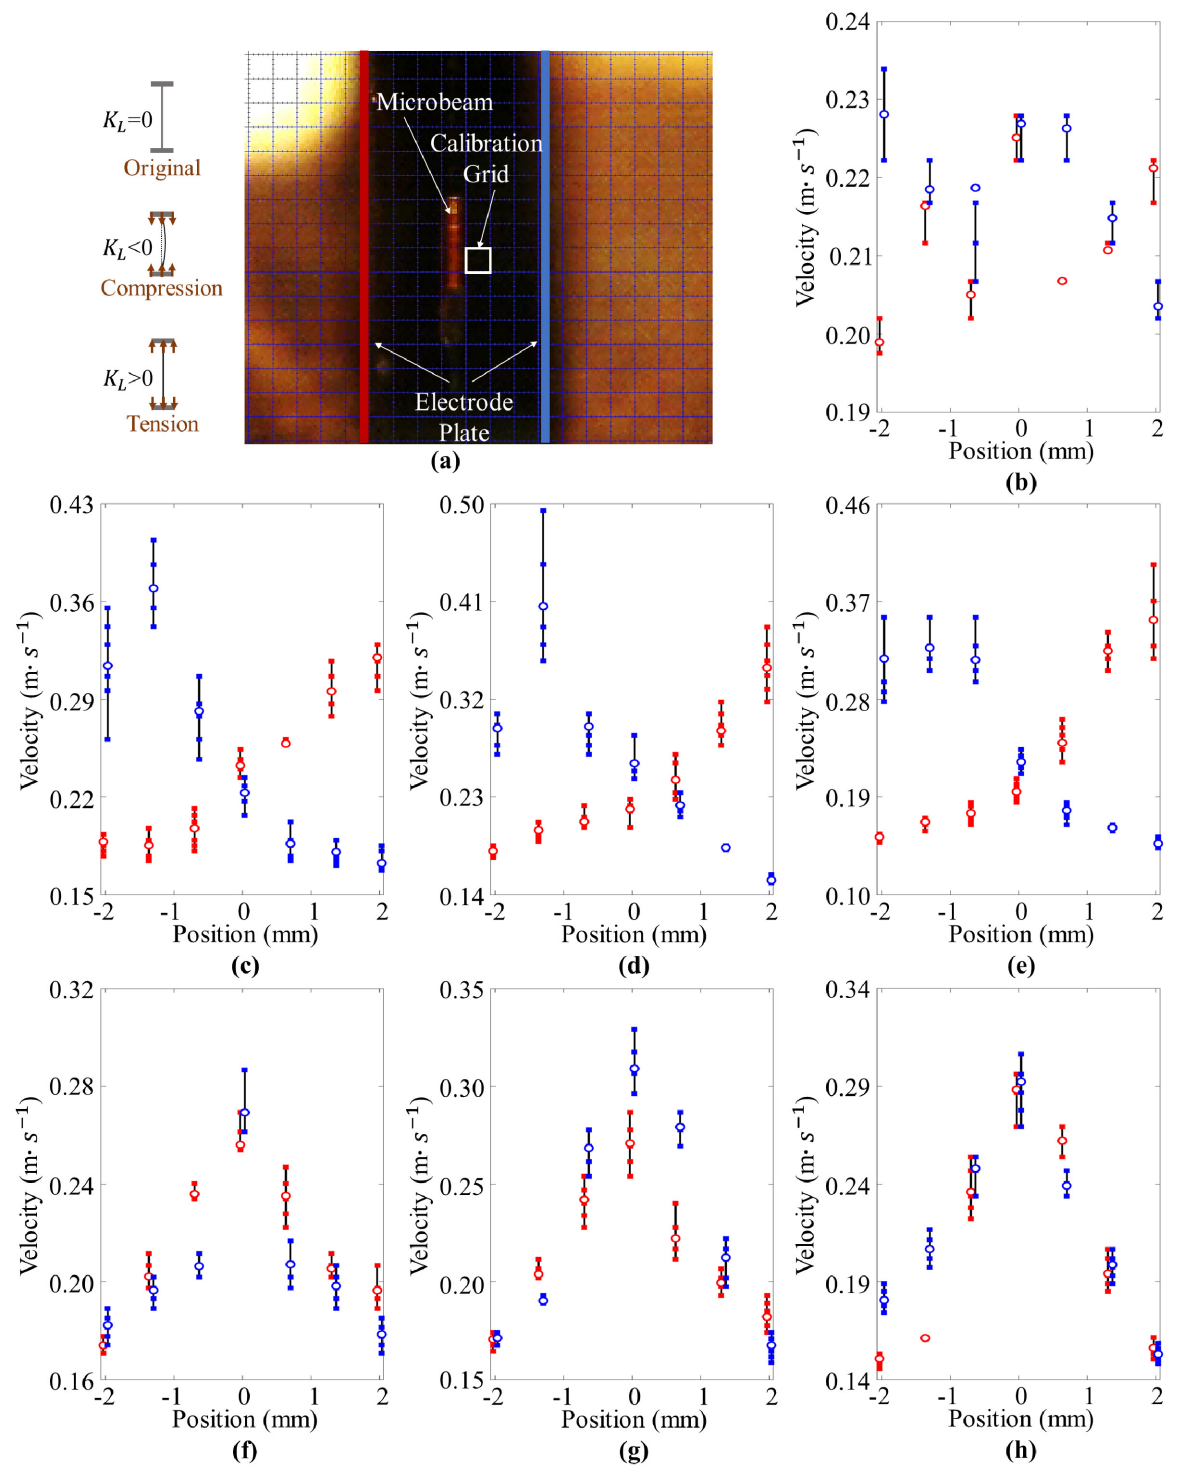 K_L=0
Original
K_L<0
Compression
K_L>0
Tension
Microbeam
Calibration
Grid
Electrode
Plate
(a)
0.24
0.23
0.22
0.21
0.20
0.19
Velocity (m· s⁻¹)
-2 -1 0 1 2
Position (mm)
(b)
0.43
0.36
0.29
0.22
0.15
Velocity (m· s⁻¹)
-2 -1 0 1 2
Position (mm)
(c)
0.50
0.41
0.32
0.23
0.14
Velocity (m· s⁻¹)
-2 -1 0 1 2
Position (mm)
(d)
0.46
0.37
0.28
0.19
0.10
Velocity (m· s⁻¹)
-2 -1 0 1 2
Position (mm)
(e)
0.32
0.28
0.24
0.20
0.16
Velocity (m· s⁻¹)
-2 -1 0 1 2
Position (mm)
(f)
0.35
0.30
0.25
0.20
0.15
Velocity (m· s⁻¹)
-2 -1 0 1 2
Position (mm)
(g)
0.34
0.29
0.24
0.19
0.14
Velocity (m· s⁻¹)
-2 -1 0 1 2
Position (mm)
(h)